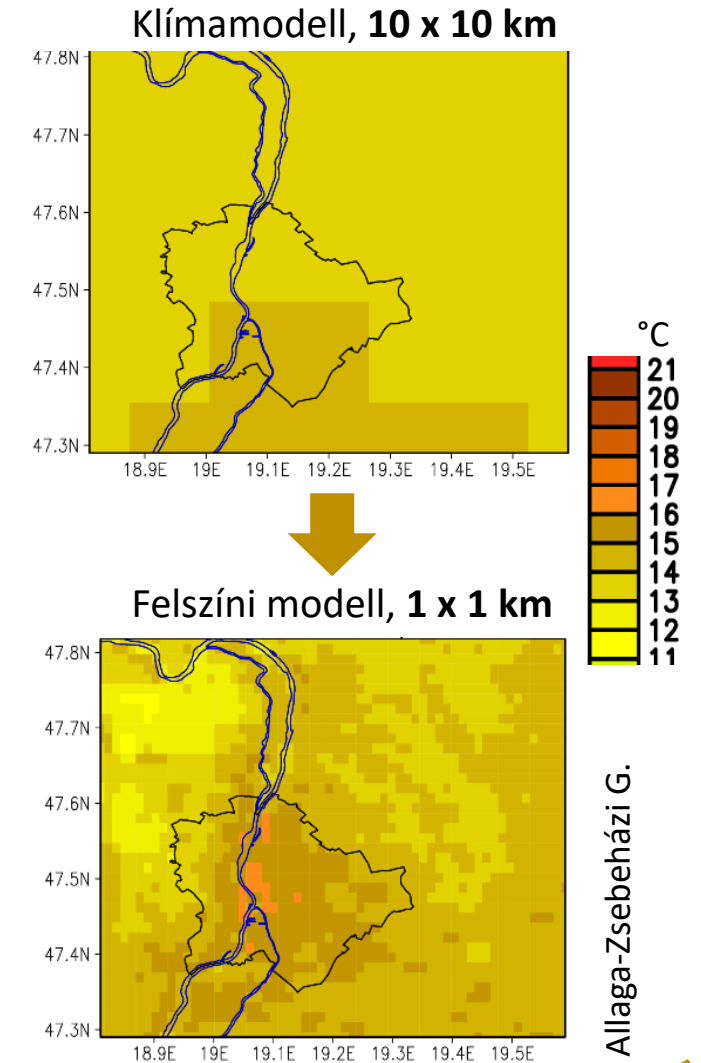 Klímamodell, 10 x 10 km
47.8N
47.7N
47.6N
47.5N
47.4N
47.3N
18.9E 19E 19.1E 19.2E 19.3E 19.4E 19.5E
°C
21
20
19
18
17
16
15
14
13
12
11
Felszíni modell, 1 x 1 km
47.8N
47.7N
47.6N
47.5N
47.4N
47.3N
18.9E 19E 19.1E 19.2E 19.3E 19.4E 19.5E
Allaga-Zsebeházi G.